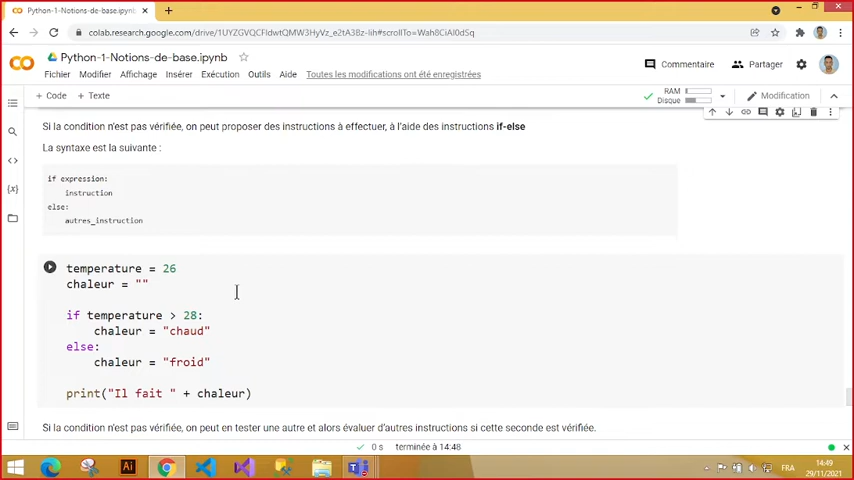 Python-1-Notions-de-base.ipynb
colab.research.google.com/drive/1UYZGVQCFldwtQMW3HyVz_e2tA3Bz-lih#scrollTo=Wah8CiAl0dSq
Python-1-Notions-de-base.ipynb
Commentaire
Partager
Fichier Modifier Affichage Insérer Exécution Outils Aide Toutes les modifications ont été enregistrées
+ Code + Texte
RAM
Disque
Modification
Si la condition n'est pas vérifiée, on peut proposer des instructions à effectuer, à l'aide des instructions if-else
La syntaxe est la suivante :
if expression:
instruction
else:
autres_instruction
temperature = 26
chaleur = ""
if temperature > 28:
chaleur = "chaud"
else:
chaleur = "froid"
print("Il fait " + chaleur)
Si la condition n'est pas vérifiée, on peut en tester une autre et alors évaluer d'autres instructions si cette seconde est vérifiée.
0 s terminée à 14:48
FRA
14:49
29/11/2021